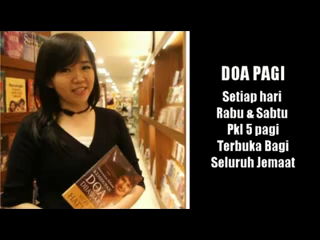 DOA PAGI
Setiap hari
Rabu & Sabtu
Pkl 5 pagi
Terbuka Bagi
Seluruh Jemaat
DOA